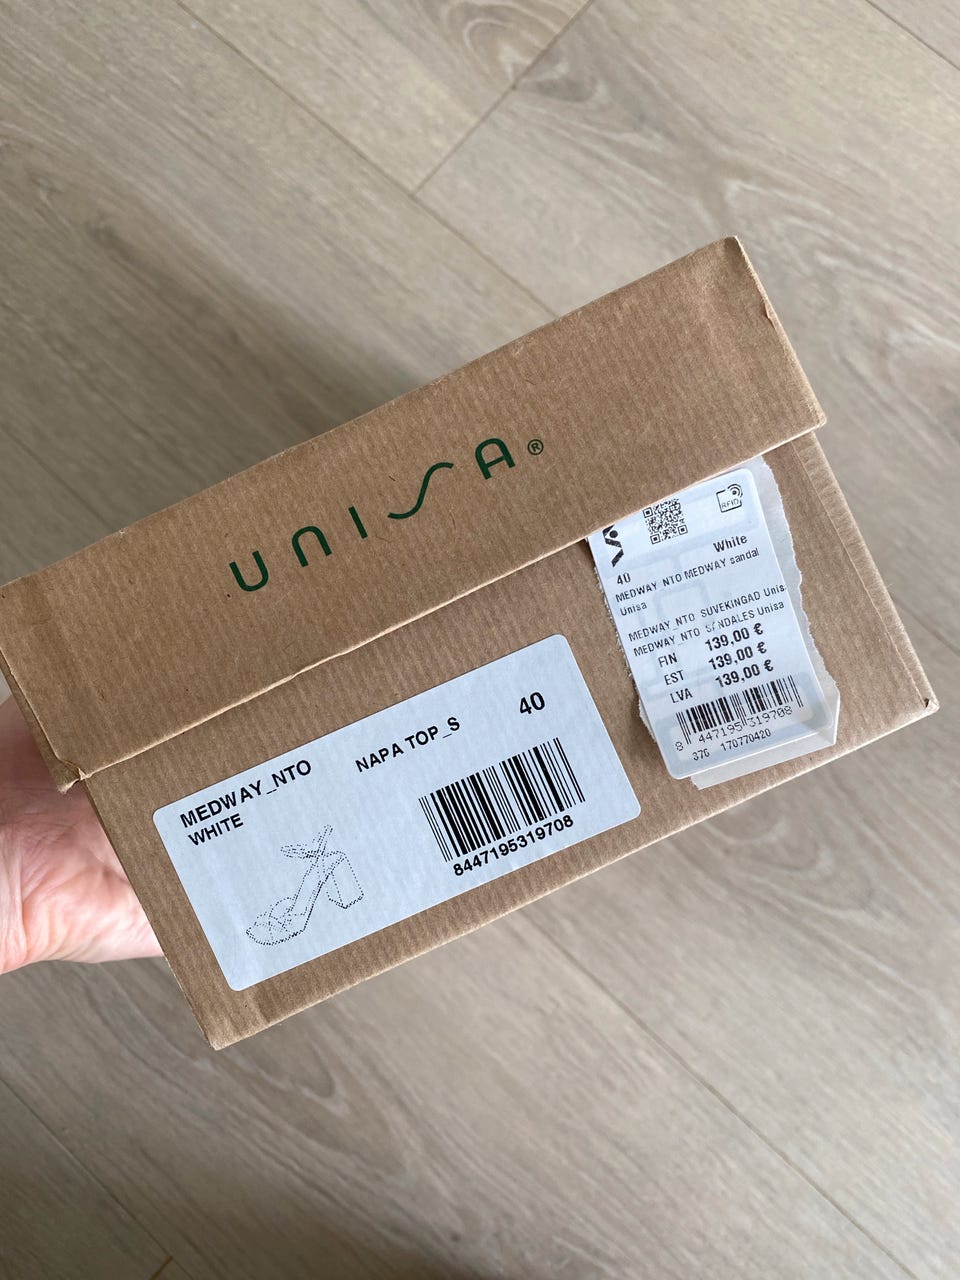 UNISA®
RFID
White
40
MEDWAY_NTO MEDWAY sandal
Unisa
MEDWAY_NTO SUVEKINGAD Unis
MEDWAY_NTO SANDALES Unisa
FIN 139,00 €
EST 139,00 €
LVA 139,00 €
8 447195 319708
376 170770420
MEDWAY_NTO NAPA TOP_S 40
WHITE
8447195319708